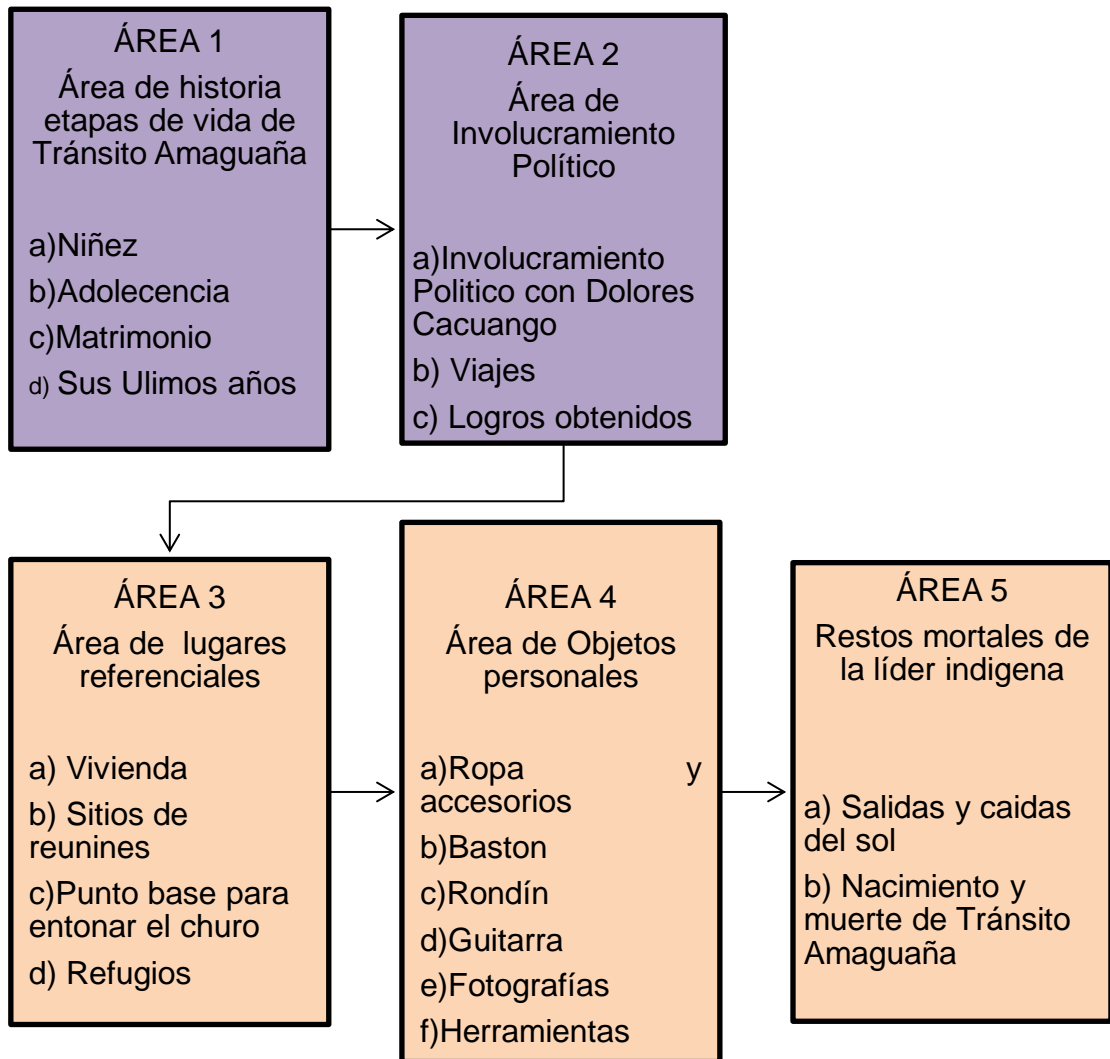 ÁREA 1
Área de historia
etapas de vida de
Tránsito Amaguaña
a)Niñez
b)Adolecencia
c)Matrimonio
d) Sus Ulimos años
ÁREA 2
Área de
Involucramiento
Político
a)Involucramiento
Politico con Dolores
Cacuango
b) Viajes
c) Logros obtenidos
ÁREA 3
Área de lugares
referenciales
a) Vivienda
b) Sitios de
reunines
c)Punto base para
entonar el churo
d) Refugios
ÁREA 4
Área de Objetos
personales
a)Ropa y
accesorios
b)Baston
c)Rondín
d)Guitarra
e)Fotografías
f)Herramientas
ÁREA 5
Restos mortales de
la líder indigena
a) Salidas y caidas
del sol
b) Nacimiento y
muerte de Tránsito
Amaguaña